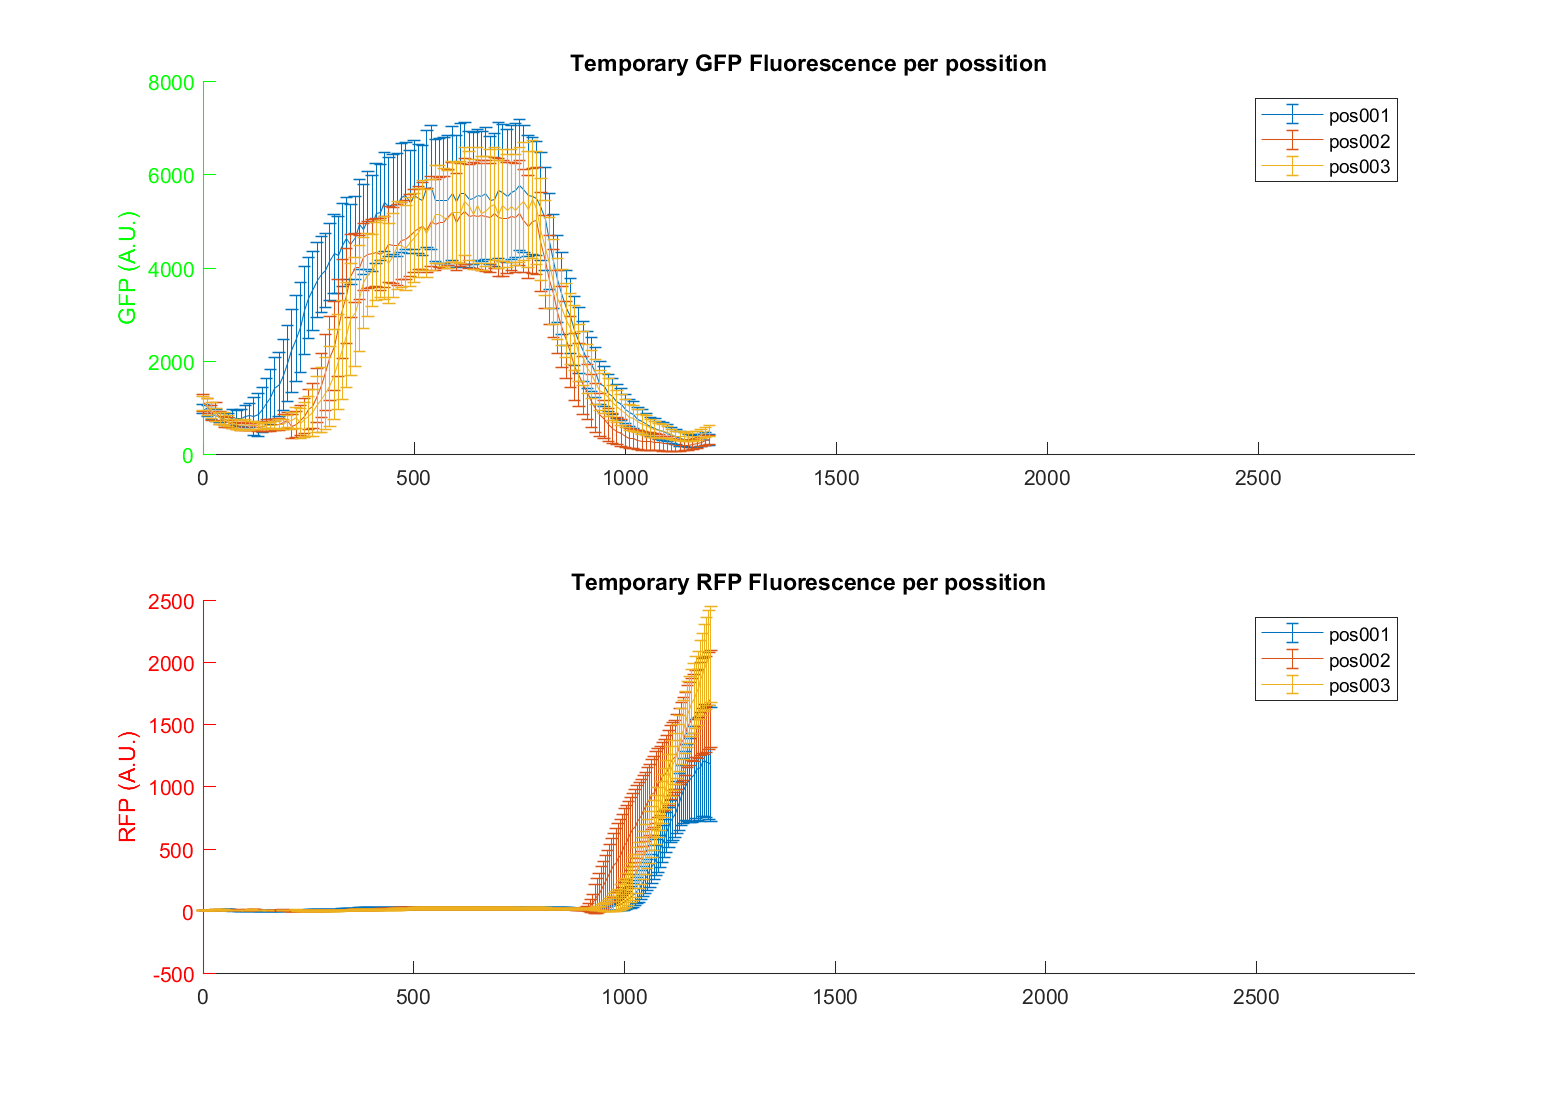 Temporary GFP Fluorescence per possition
8000
6000
4000
2000
0
GFP (A.U.)
pos001
pos002
pos003
0 500 1000 1500 2000 2500
Temporary RFP Fluorescence per possition
2500
2000
1500
1000
500
0
-500
RFP (A.U.)
pos001
pos002
pos003
0 500 1000 1500 2000 2500